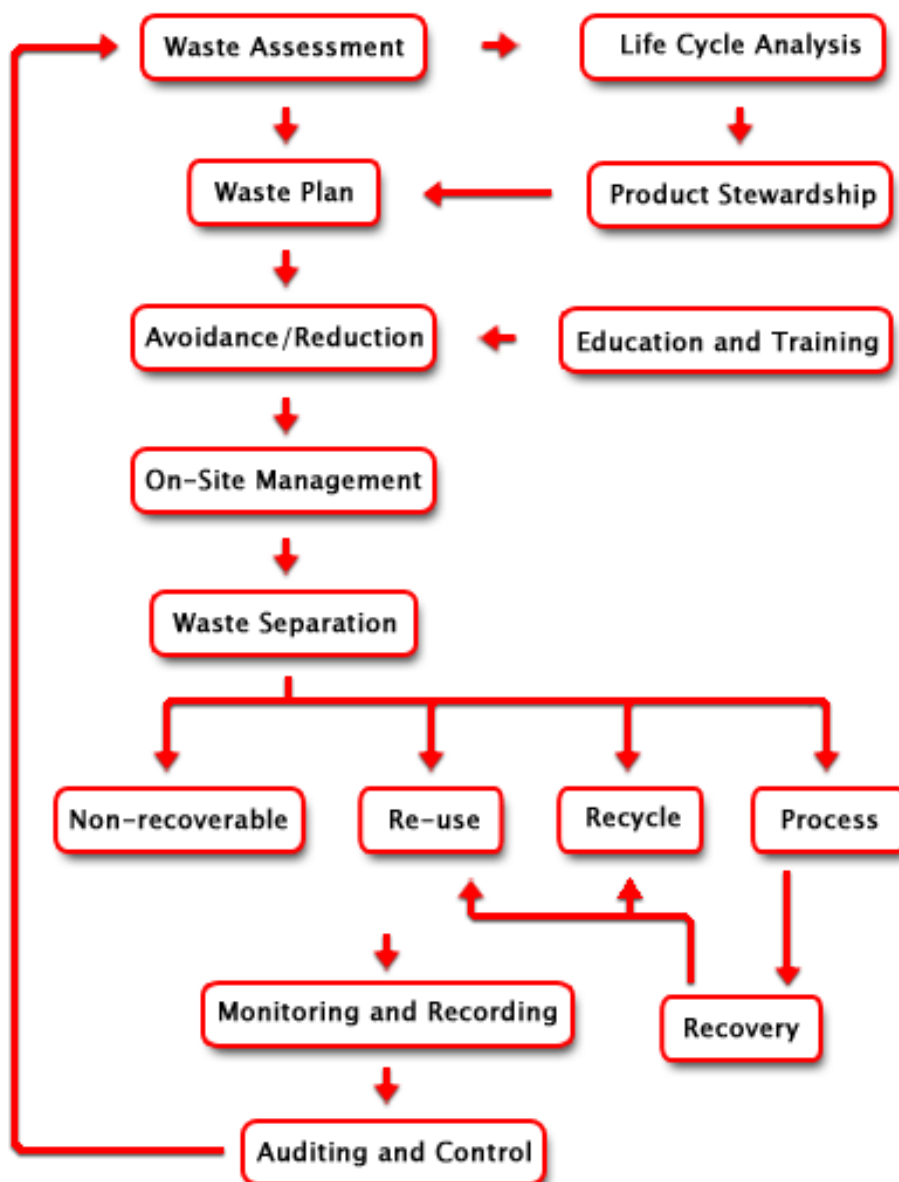 Waste Assessment
Life Cycle Analysis
Waste Plan
Product Stewardship
Avoidance/Reduction
Education and Training
On-Site Management
Waste Separation
Non-recoverable
Re-use
Recycle
Process
Monitoring and Recording
Recovery
Auditing and Control